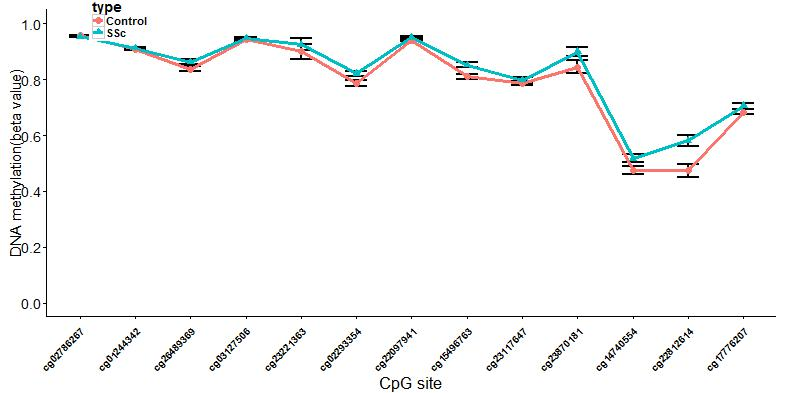 type
Control
SSc
DNA methylation(beta value)
1.0
0.8
0.6
0.4
0.2
0.0
cg02786267
cg01244342
cg26489369
cg03127506
cg23221363
cg02293354
cg22097941
cg15496763
cg23117647
cg23870181
cg14740554
cg22812614
cg17776207
CpG site